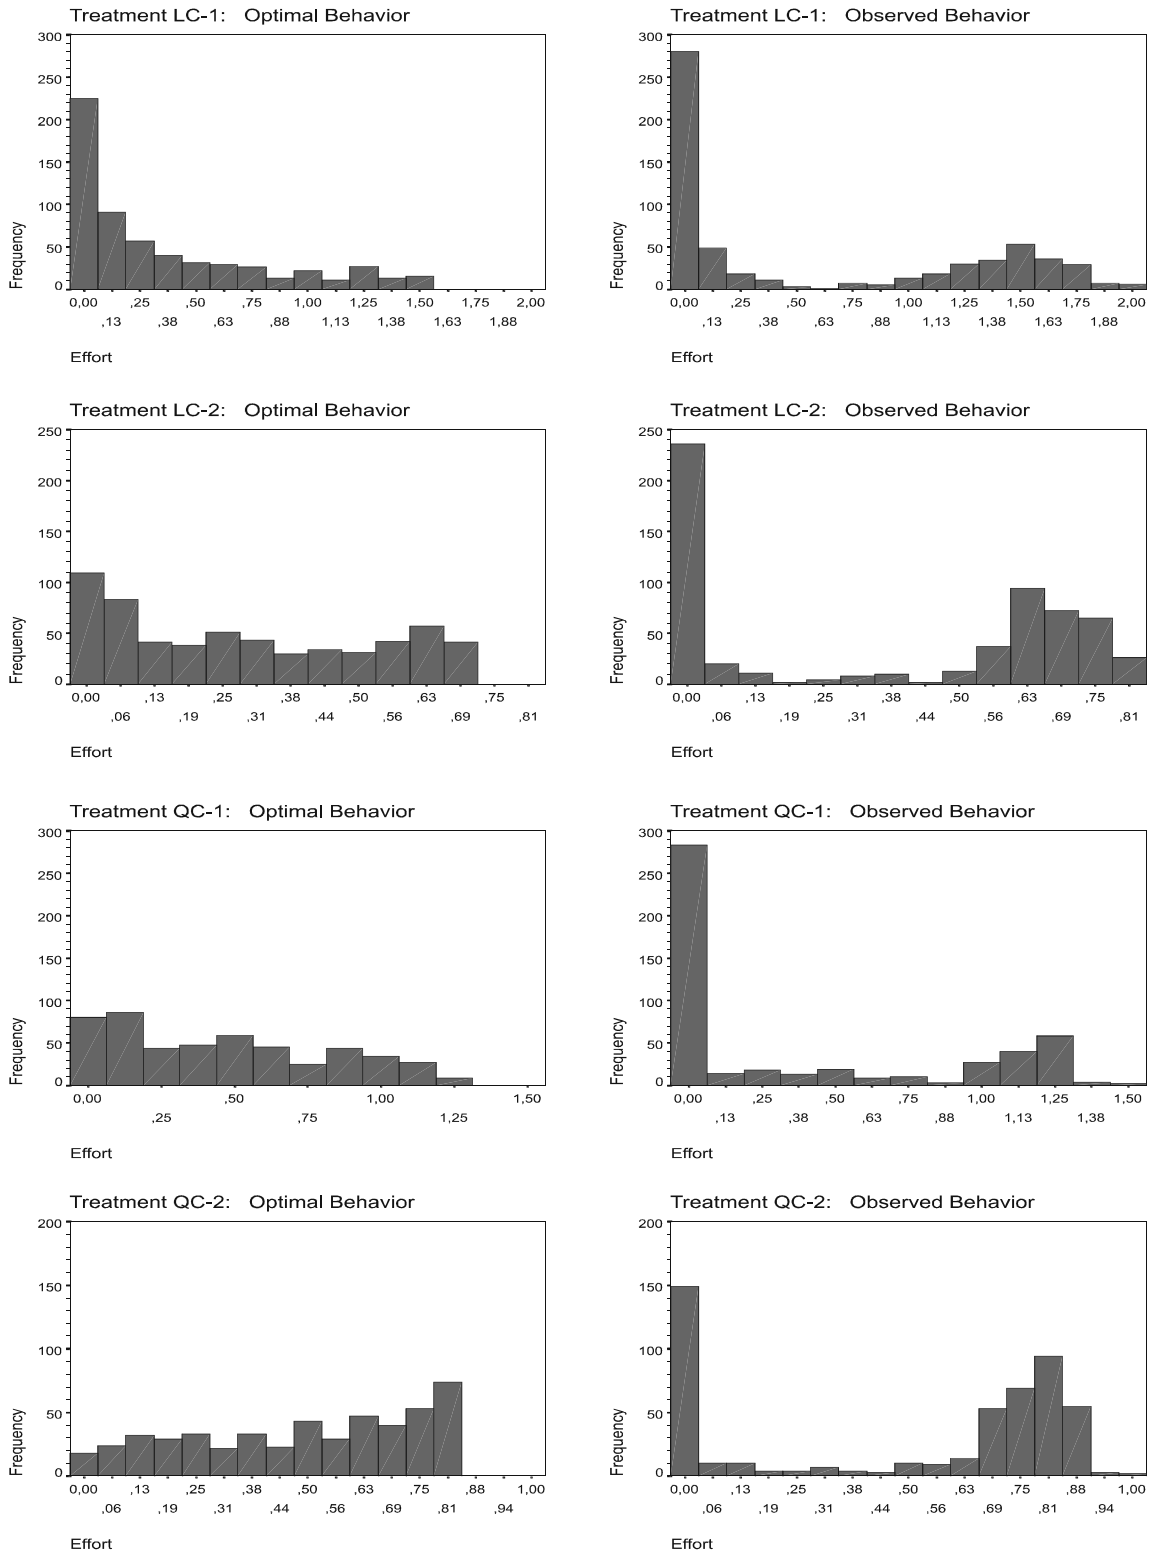 Treatment LC-1: Optimal Behavior
300
250
200
150
100
50
0
Frequency
0,00 ,25 ,50 ,75 1,00 1,25 1,50 1,75 2,00
,13 ,38 ,63 ,88 1,13 1,38 1,63 1,88
Effort
Treatment LC-1: Observed Behavior
300
250
200
150
100
50
0
Frequency
0,00 ,25 ,50 ,75 1,00 1,25 1,50 1,75 2,00
,13 ,38 ,63 ,88 1,13 1,38 1,63 1,88
Effort
Treatment LC-2: Optimal Behavior
250
200
150
100
50
0
Frequency
0,00 ,13 ,25 ,38 ,50 ,63 ,75
,06 ,19 ,31 ,44 ,56 ,69 ,81
Effort
Treatment LC-2: Observed Behavior
250
200
150
100
50
0
Frequency
0,00 ,13 ,25 ,38 ,50 ,63 ,75
,06 ,19 ,31 ,44 ,56 ,69 ,81
Effort
Treatment QC-1: Optimal Behavior
300
250
200
150
100
50
0
Frequency
0,00 ,50 1,00 1,50
,25 ,75 1,25
Effort
Treatment QC-1: Observed Behavior
300
250
200
150
100
50
0
Frequency
0,00 ,25 ,50 ,75 1,00 1,25 1,50
,13 ,38 ,63 ,88 1,13 1,38
Effort
Treatment QC-2: Optimal Behavior
200
150
100
50
0
Frequency
0,00 ,13 ,25 ,38 ,50 ,63 ,75 ,88 1,00
,06 ,19 ,31 ,44 ,56 ,69 ,81 ,94
Effort
Treatment QC-2: Observed Behavior
200
150
100
50
0
Frequency
0,00 ,13 ,25 ,38 ,50 ,63 ,75 ,88 1,00
,06 ,19 ,31 ,44 ,56 ,69 ,81 ,94
Effort